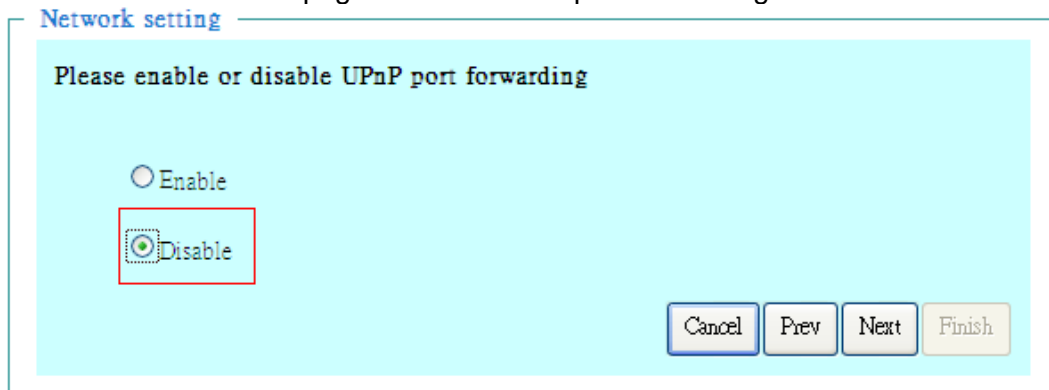 Network setting
Please enable or disable UPnP port forwarding
Enable
Disable
Cancel Prev Next Finish